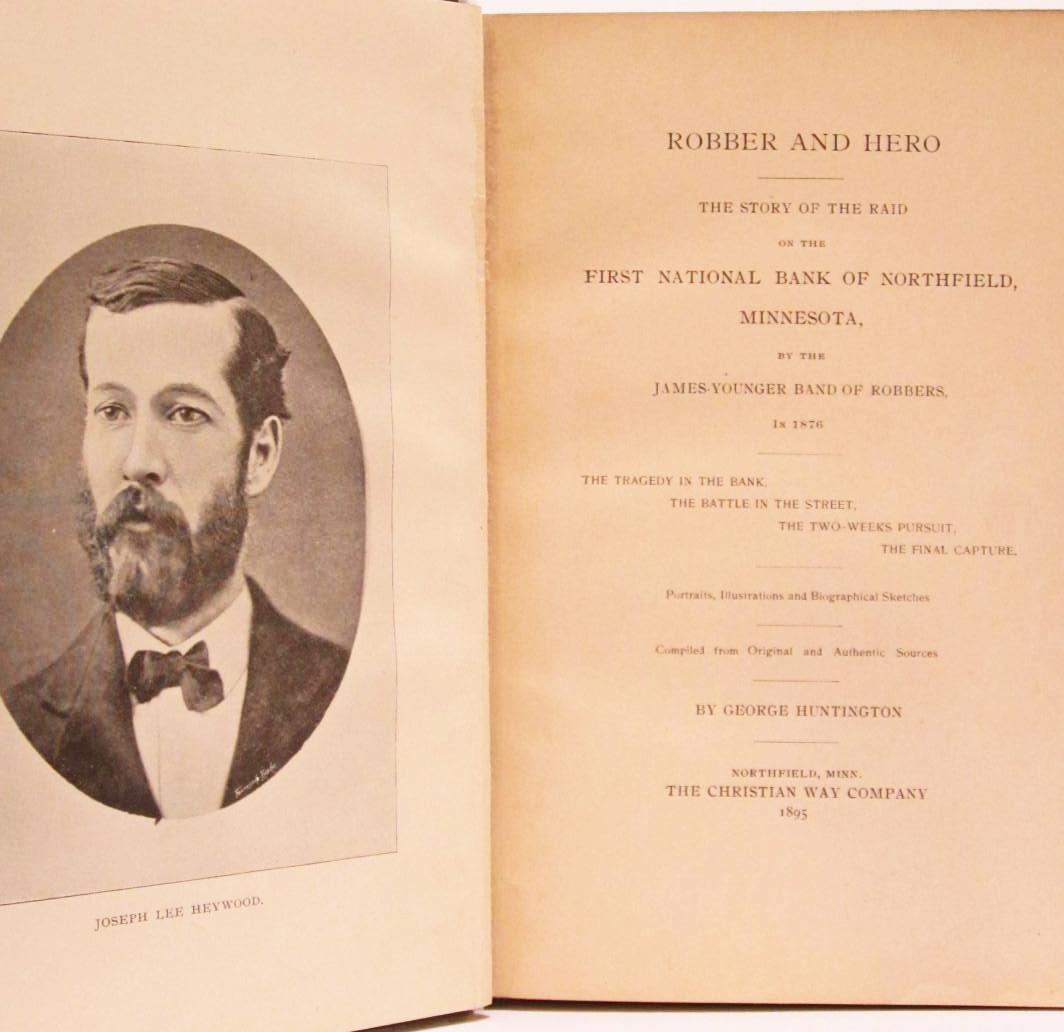 JOSEPH LEE HEYWOOD.
ROBBER AND HERO
THE STORY OF THE RAID
ON THE
FIRST NATIONAL BANK OF NORTHFIELD,
MINNESOTA,
BY THE
JAMES-YOUNGER BAND OF ROBBERS,
IN 1876
THE TRAGEDY IN THE BANK,
THE BATTLE IN THE STREET,
THE TWO-WEEKS PURSUIT,
THE FINAL CAPTURE.
Portraits, Illustrations and Biographical Sketches
Compiled from Original and Authentic Sources
BY GEORGE HUNTINGTON
NORTHFIELD, MINN.
THE CHRISTIAN WAY COMPANY
1895